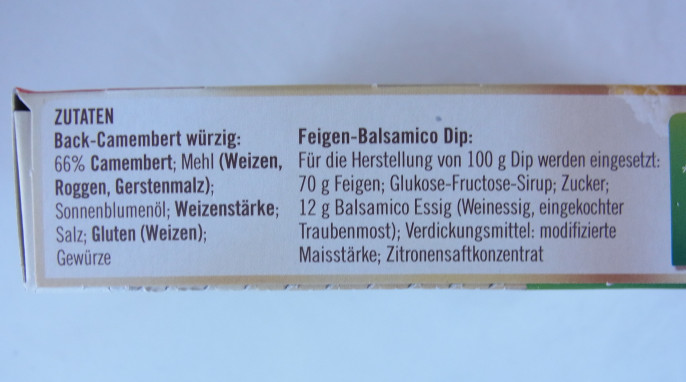 ZUTATEN
Back-Camembert würzig:
66% Camembert; Mehl (Weizen,
Roggen, Gerstenmalz);
Sonnenblumenöl; Weizenstärke;
Salz; Gluten (Weizen);
Gewürze
Feigen-Balsamico Dip:
Für die Herstellung von 100 g Dip werden eingesetzt:
70 g Feigen; Glukose-Fructose-Sirup; Zucker;
12 g Balsamico Essig (Weinessig, eingekochter
Traubenmost); Verdickungsmittel: modifizierte
Maisstärke; Zitronensaftkonzentrat